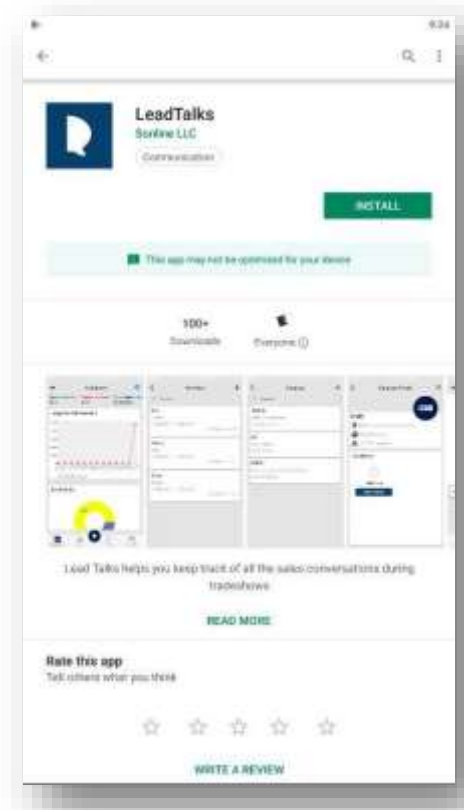 9:34
LeadTalks
Sonline LLC
Communication
INSTALL
This app may not be optimized for your device
100+
Downloads
Everyone
Lead Talks helps you keep track of all the sales conversations during
tradeshows
READ MORE
Rate this app
Tell others what you think
WRITE A REVIEW